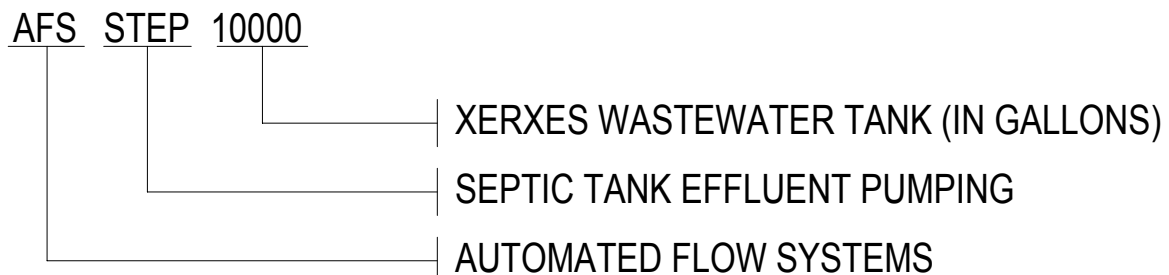 AFS STEP 10000
XERXES WASTEWATER TANK (IN GALLONS)
SEPTIC TANK EFFLUENT PUMPING
AUTOMATED FLOW SYSTEMS